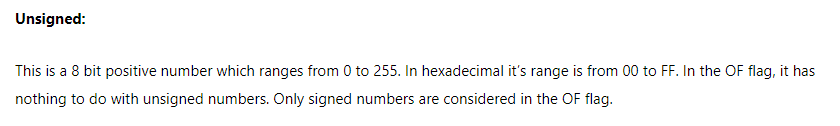 Unsigned:
This is a 8 bit positive number which ranges from 0 to 255. In hexadecimal it's range is from 00 to FF. In the OF flag, it has
nothing to do with unsigned numbers. Only signed numbers are considered in the OF flag.